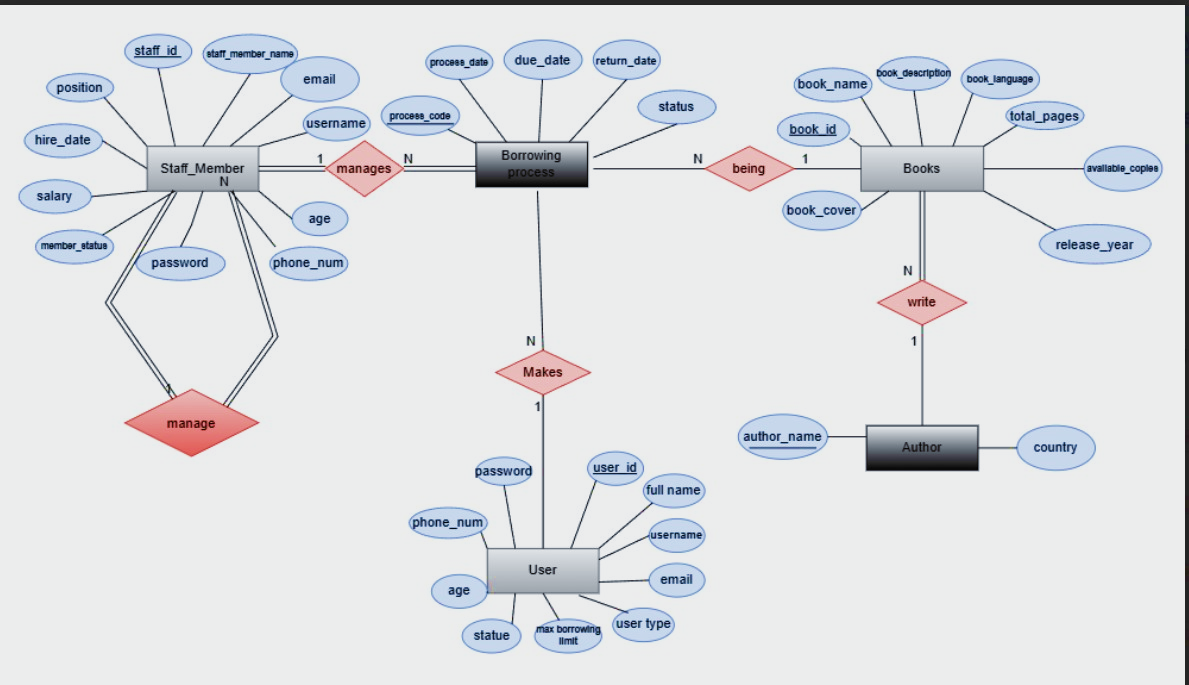 staff_id
staff_member_name
email
position
username
hire_date
salary
member_status
password
phone_num
age
Staff_Member
N
1
manage
1
manages
N
process_date
due_date
return_date
process_code
status
Borrowing
process
N
being
1
book_name
book_description
book_language
total_pages
book_id
Books
available_copies
book_cover
release_year
N
write
1
author_name
Author
country
N
Makes
1
password
user_id
full name
phone_num
username
User
email
age
statue
max borrowing
limit
user type